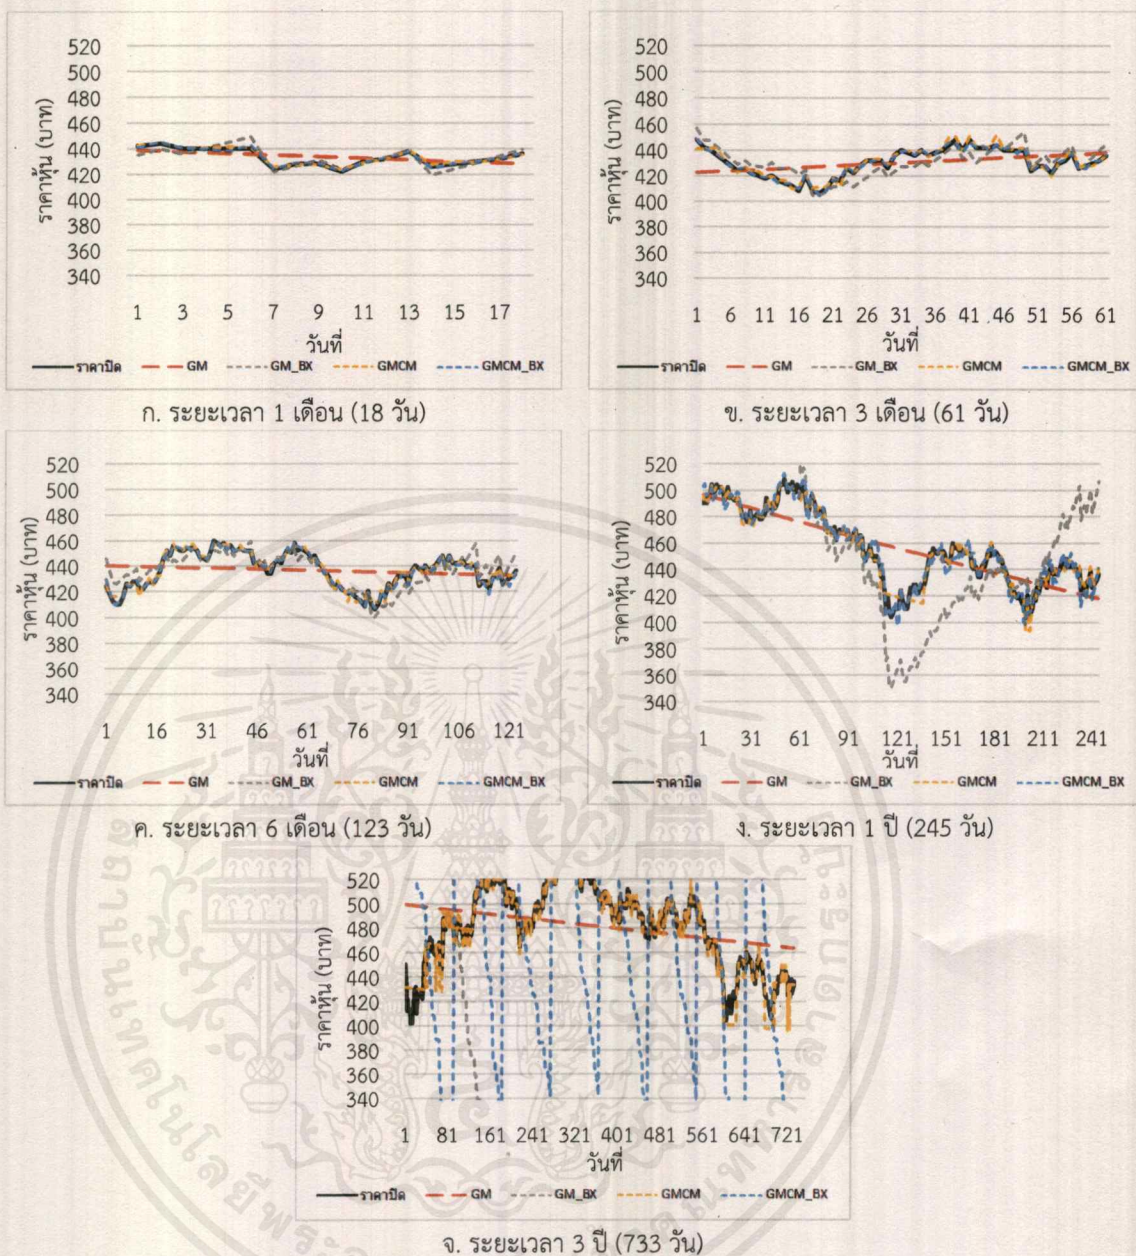 520
500
480
460
440
420
400
380
360
340
ราคาหุ้น (บาท)
1 3 5 7 9 11 13 15 17
วันที่
ราคาปิด GM GM_BX GMCM GMCM_BX
ก. ระยะเวลา 1 เดือน (18 วัน)
520
500
480
460
440
420
400
380
360
340
ราคาหุ้น (บาท)
1 6 11 16 21 26 31 36 41 46 51 56 61
วันที่
ราคาปิด GM GM_BX GMCM GMCM_BX
ข. ระยะเวลา 3 เดือน (61 วัน)
520
500
480
460
440
420
400
380
360
340
ราคาหุ้น (บาท)
1 16 31 46 61 76 91 106 121
วันที่
ราคาปิด GM GM_BX GMCM GMCM_BX
ค. ระยะเวลา 6 เดือน (123 วัน)
520
500
480
460
440
420
400
380
360
340
ราคาหุ้น (บาท)
1 31 61 91 121 151 181 211 241
วันที่
ราคาปิด GM GM_BX GMCM GMCM_BX
ง. ระยะเวลา 1 ปี (245 วัน)
520
500
480
460
440
420
400
380
360
340
ราคาหุ้น (บาท)
1 81 161 241 321 401 481 561 641 721
วันที่
ราคาปิด GM GM_BX GMCM GMCM_BX
จ. ระยะเวลา 3 ปี (733 วัน)